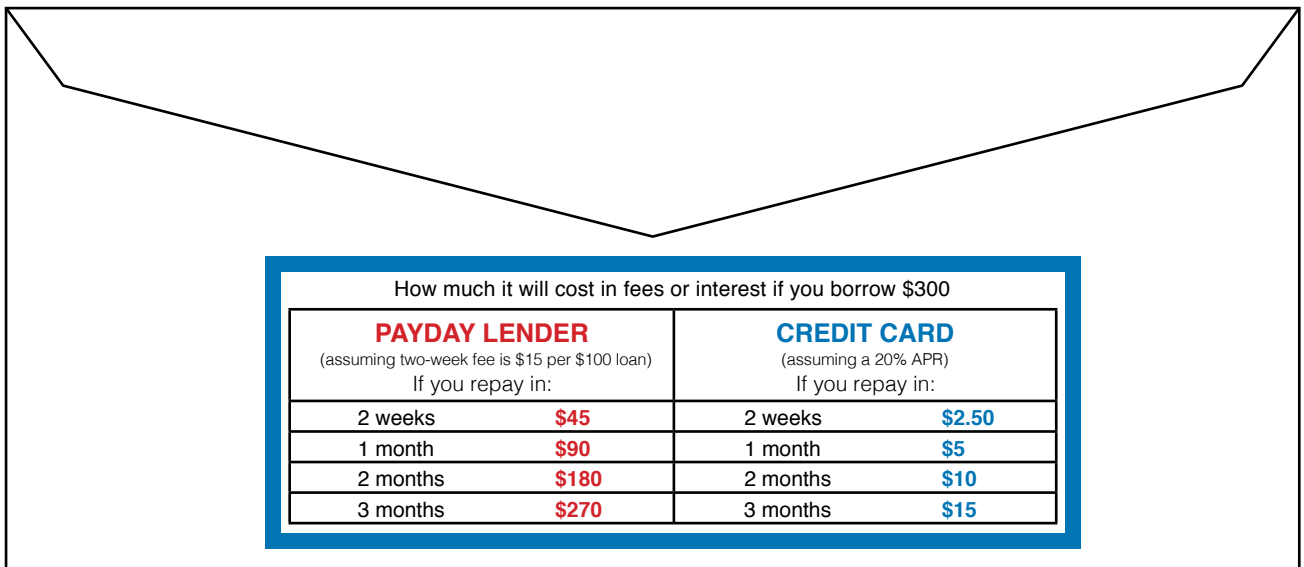 How much it will cost in fees or interest if you borrow $300
PAYDAY LENDER
(assuming two-week fee is $15 per $100 loan)
If you repay in:
CREDIT CARD
(assuming a 20% APR)
If you repay in:
2 weeks $45 2 weeks $2.50
1 month $90 1 month $5
2 months $180 2 months $10
3 months $270 3 months $15